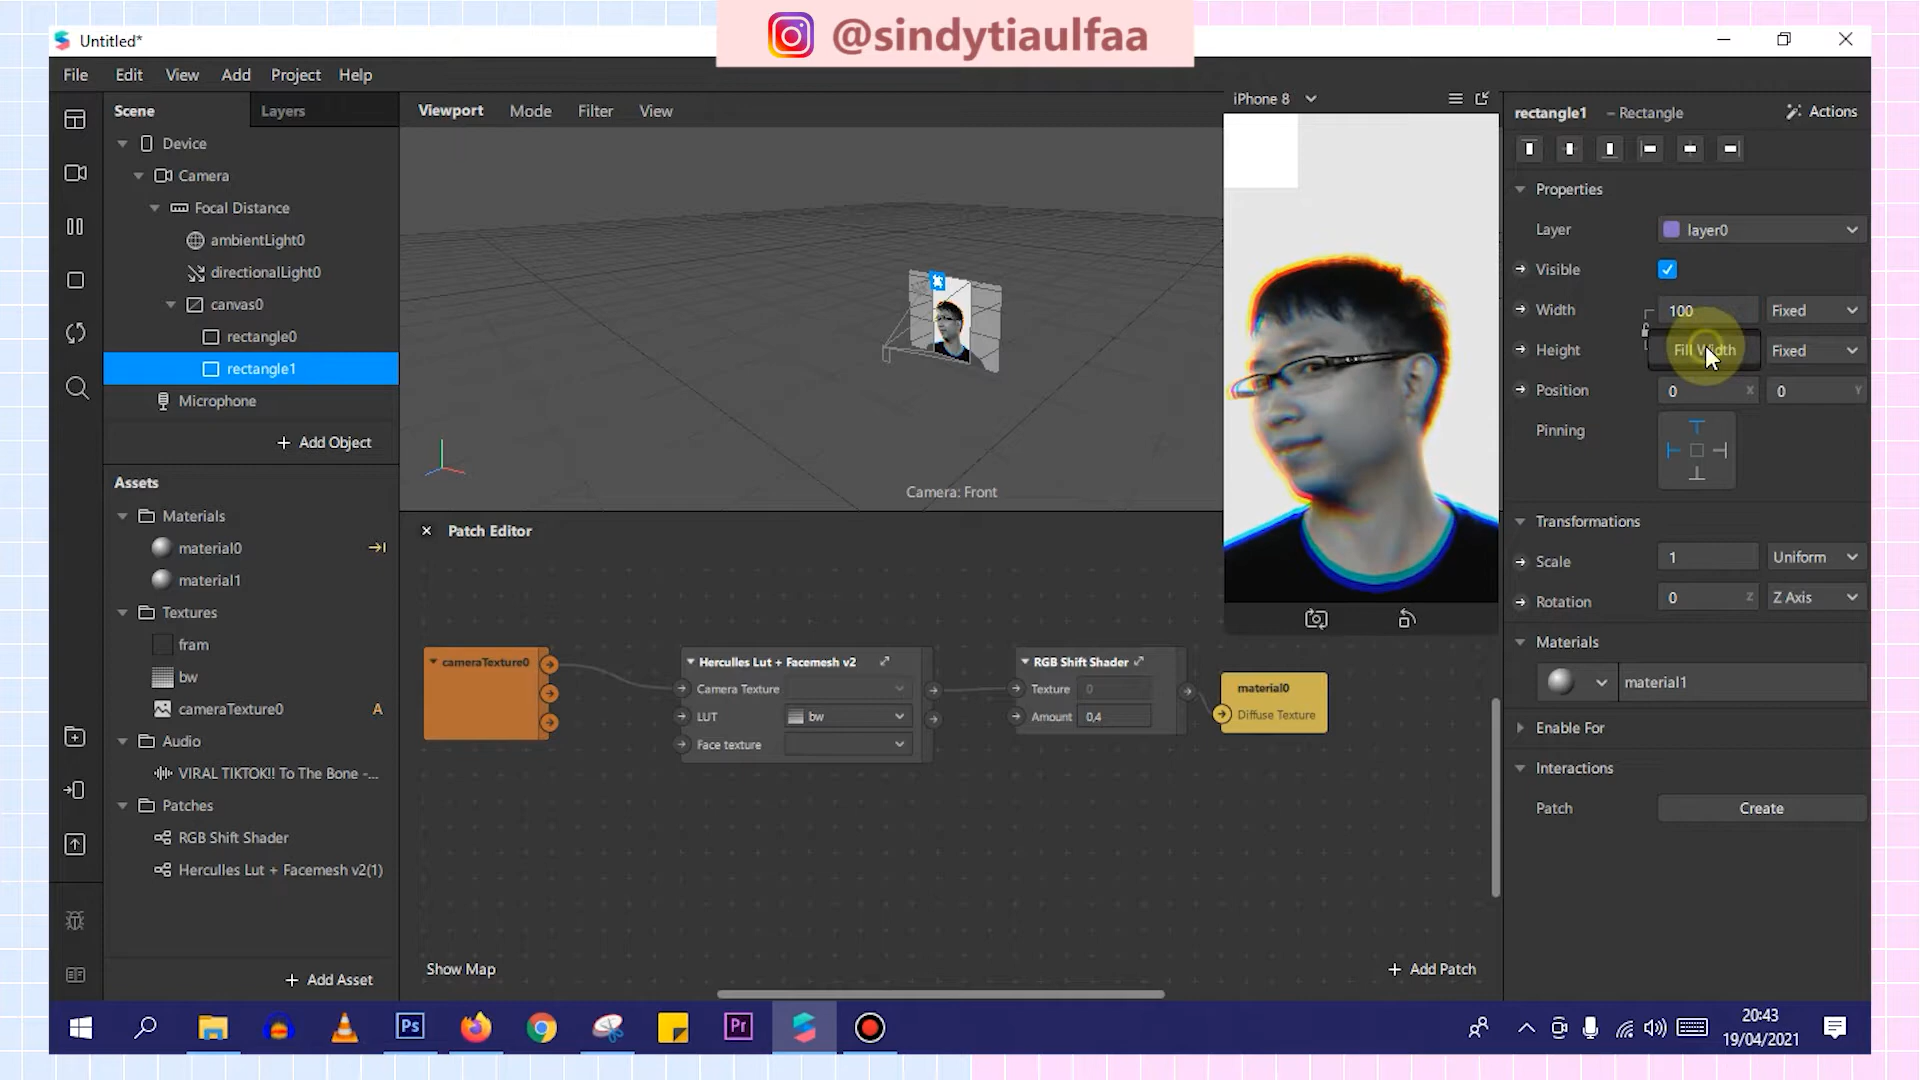 @sindytiaulfaa
Untitled*
File Edit View Add Project Help
Scene Layers
Device
Camera
Focal Distance
ambientLight0
directionalLight0
canvas0
rectangle0
rectangle1
Microphone
+ Add Object
Assets
Materials
material0
material1
Textures
fram
bw
cameraTexture0 A
Audio
VIRAL TIKTOK!! To The Bone -...
Patches
RGB Shift Shader
Herculles Lut + Facemesh v2(1)
+ Add Asset
Viewport Mode Filter View
Camera: Front
iPhone 8
Patch Editor
cameraTexture0
Herculles Lut + Facemesh v2
Camera Texture
LUT bw
Face texture
RGB Shift Shader
Texture 0
Amount 0,4
material0
Diffuse Texture
Show Map
+ Add Patch
rectangle1 – Rectangle Actions
Properties
Layer layer0
Visible
Width 100 Fixed
Height Fill Width Fixed
Position 0 X 0 Y
Pinning
Transformations
Scale 1 Uniform
Rotation 0 Z Z Axis
Materials
material1
Enable For
Interactions
Patch Create
Ps
Pr
20:43
19/04/2021